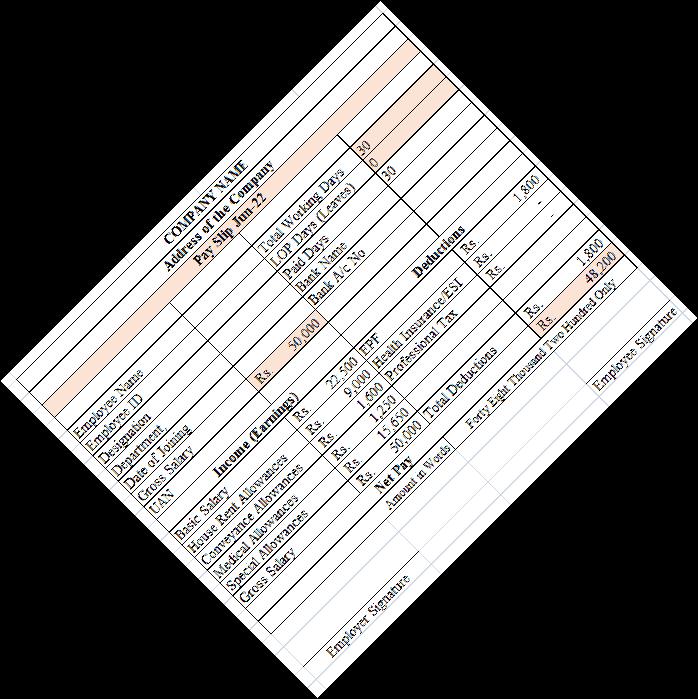 COMPANY NAME
Address of the Company
Pay Slip Jun-22
Employee Name Total Working Days 30
Employee ID LOP Days (Leaves) 0
Designation Paid Days 30
Department Bank Name
Date of Joining Bank A/c No
Gross Salary Rs 50,000
UAN
Income (Earnings) Deductions
Basic Salary Rs. 22,500 EPF Rs. 1,800
House Rent Allowances Rs. 9,000 Health Insurance/ESI Rs. -
Conveyance Allowances Rs 1,600 Professional Tax Rs. -
Medical Allowances Rs 1,250
Special Allowances Rs. 15,650
Gross Salary Rs. 50,000 Total Deductions Rs. 1,800
Net Pay Rs. 48,200
Amount in Words Forty Eight Thousand Two Hundred Only
Employer Signature Employee Signature